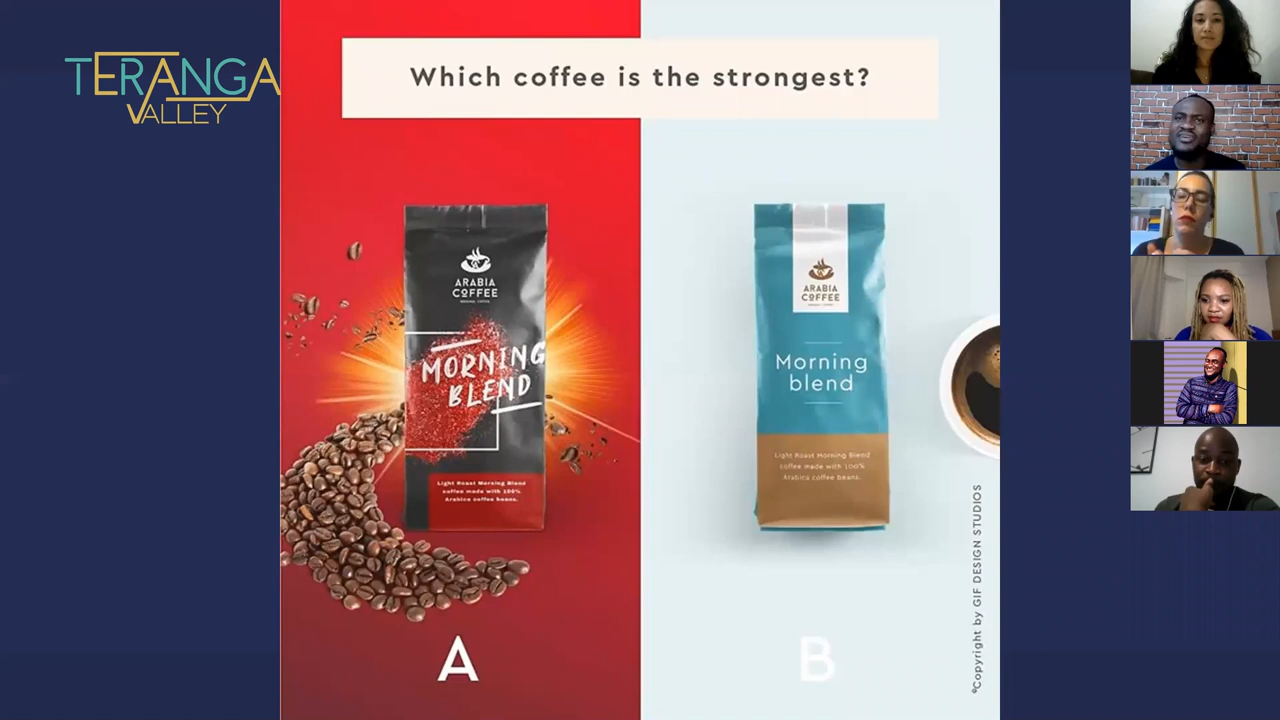 TERANGA
VALLEY
Which coffee is the strongest?
ARABIA
COFFEE
MORNING
BLEND
Light Roast Morning Blend
coffee made with 100%
Arabica coffee beans.
A
ARABIA
COFFEE
Morning
blend
Light Roast Morning Blend
coffee made with 100%
Arabica coffee beans.
B
©Copyright by GIF DESIGN STUDIOS